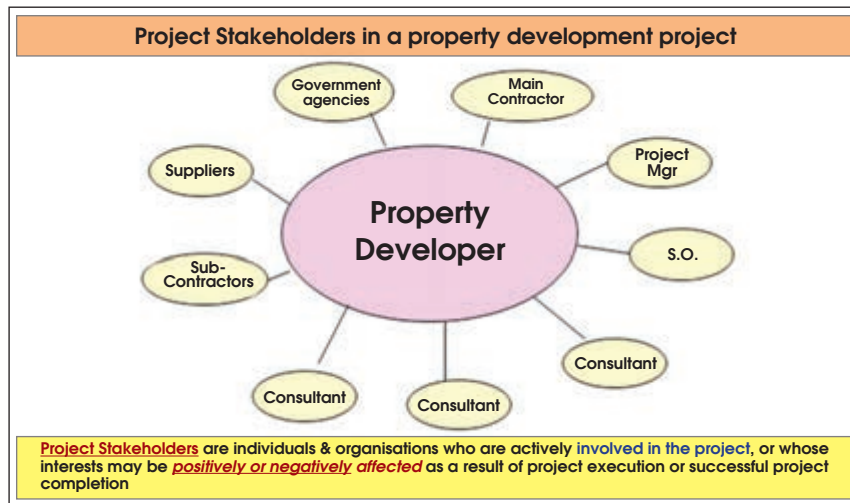 Project Stakeholders in a property development project
Government
agencies
Main
Contractor
Suppliers
Project
Mgr
Property
Developer
Sub-
Contractors
S.O.
Consultant
Consultant
Consultant
Project Stakeholders are individuals & organisations who are actively involved in the project, or whose
interests may be positively or negatively affected as a result of project execution or successful project
completion